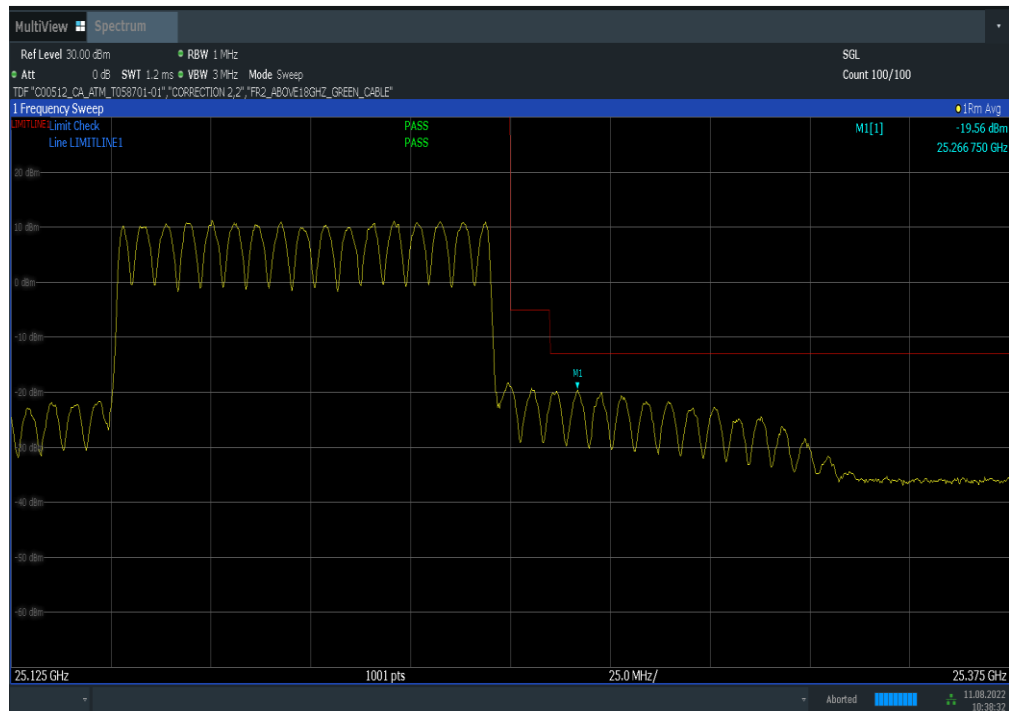 MultiView Spectrum
Ref Level 30.00 dBm RBW 1 MHz SGL
Att 0 dB SWT 1.2 ms VBW 3 MHz Mode Sweep Count 100/100
TDF "C00512_CA_ATM_T058701-01","CORRECTION 2,2","FR2_ABOVE18GHZ_GREEN_CABLE"
1 Frequency Sweep 1Rm Avg
LIMITLINE1 Limit Check PASS M1[1] -19.56 dBm
Line LIMITLINE1 PASS 25.266 750 GHz
20 dBm
10 dBm
0 dBm
-10 dBm
M1
-20 dBm
-30 dBm
-40 dBm
-50 dBm
-60 dBm
25.125 GHz 1001 pts 25.0 MHz/ 25.375 GHz
Aborted 11.08.2022
10:38:32